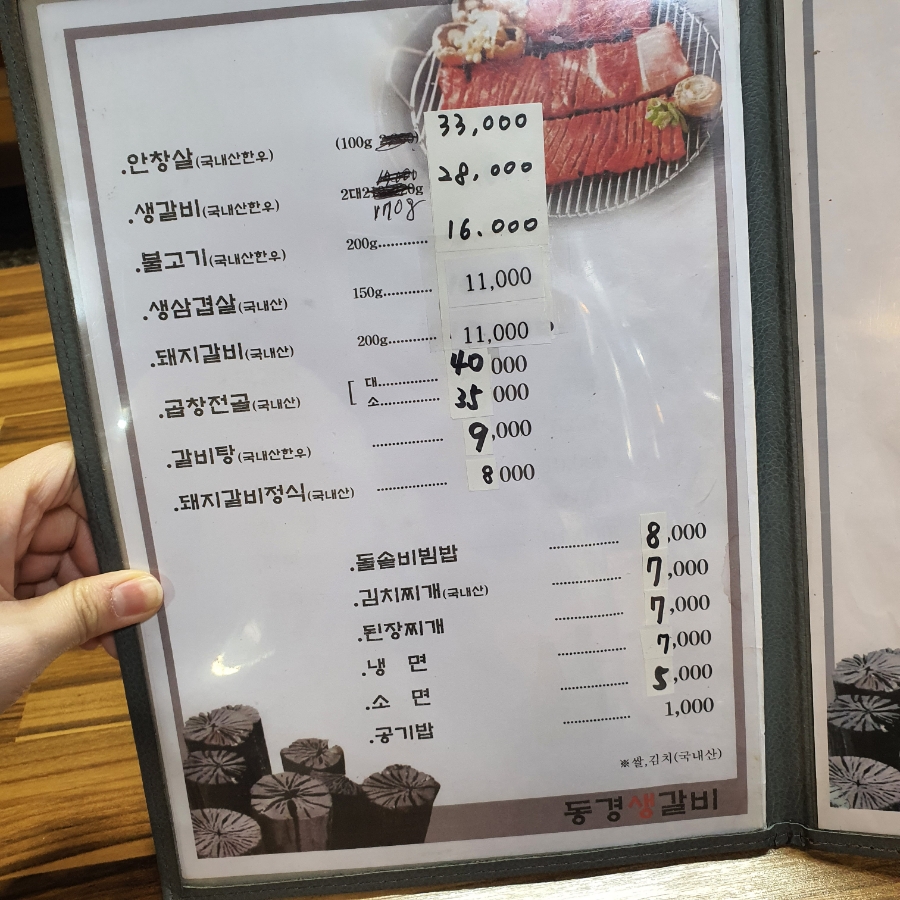 .안창살(국내산한우) (100g 33,000
.생갈비(국내산한우) 2대 170g 28,000
.불고기(국내산한우) 200g............ 16.000
.생삼겹살(국내산) 150g............ 11,000
.돼지갈비(국내산) 200g............ 11,000
.곱창전골(국내산) [ 대............... 40 000
소............... 35 000
.갈비탕(국내산한우) .................. 9,000
.돼지갈비정식(국내산) .................. 8 000
.돌솥비빔밥 .................. 8,000
.김치찌개(국내산) .................. 7,000
.된장찌개 .................. 7,000
.냉 면 .................. 7,000
.소 면 .................. 5,000
.공기밥 .................. 1,000
※쌀,김치(국내산)
동경생갈비